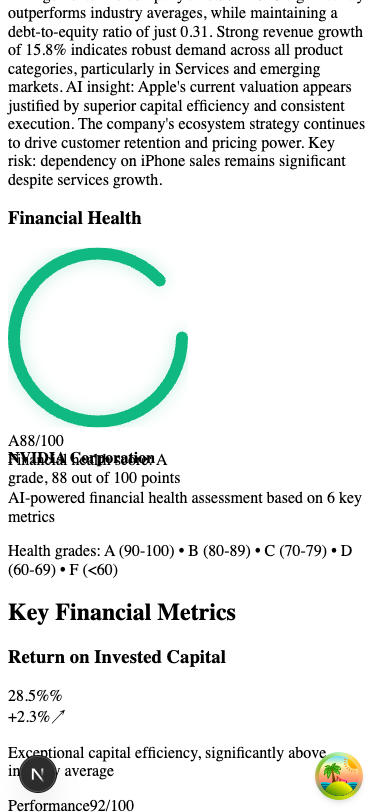 outperforms industry averages, while maintaining a
debt-to-equity ratio of just 0.31. Strong revenue growth
of 15.8% indicates robust demand across all product
categories, particularly in Services and emerging
markets. AI insight: Apple's current valuation appears
justified by superior capital efficiency and consistent
execution. The company's ecosystem strategy continues
to drive customer retention and pricing power. Key
risk: dependency on iPhone sales remains significant
despite services growth.
Financial Health
A88/100
NVIDIA Corporation
Financial health score: A
grade, 88 out of 100 points
AI-powered financial health assessment based on 6 key
metrics
Health grades: A (90-100) • B (80-89) • C (70-79) • D
(60-69) • F (<60)
Key Financial Metrics
Return on Invested Capital
28.5%%
+2.3%↗
Exceptional capital efficiency, significantly above
average
N
Performance92/100